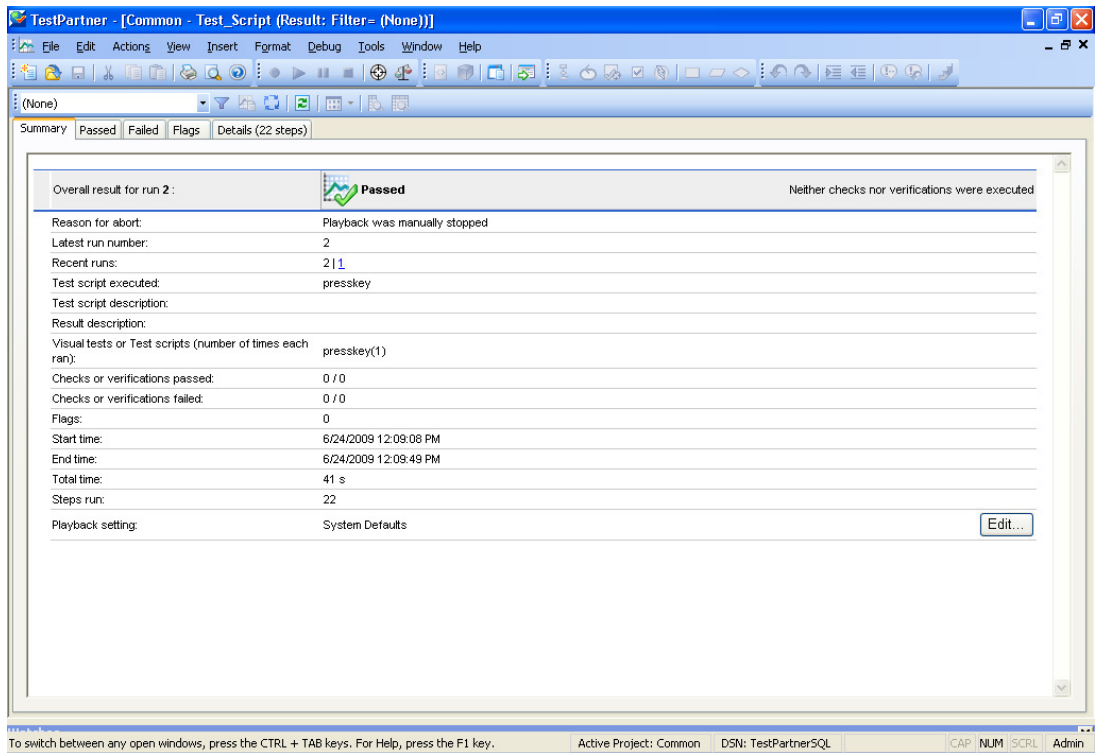 TestPartner - [Common - Test_Script (Result: Filter= (None))]
File Edit Actions View Insert Format Debug Tools Window Help
(None)
Summary Passed Failed Flags Details (22 steps)
Overall result for run 2 : Passed Neither checks nor verifications were executed
Reason for abort: Playback was manually stopped
Latest run number: 2
Recent runs: 2 | 1
Test script executed: presskey
Test script description:
Result description:
Visual tests or Test scripts (number of times each
ran): presskey(1)
Checks or verifications passed: 0 / 0
Checks or verifications failed: 0 / 0
Flags: 0
Start time: 6/24/2009 12:09:08 PM
End time: 6/24/2009 12:09:49 PM
Total time: 41 s
Steps run: 22
Playback setting: System Defaults Edit...
To switch between any open windows, press the CTRL + TAB keys. For Help, press the F1 key. Active Project: Common DSN: TestPartnerSQL CAP NUM SCRL Admin